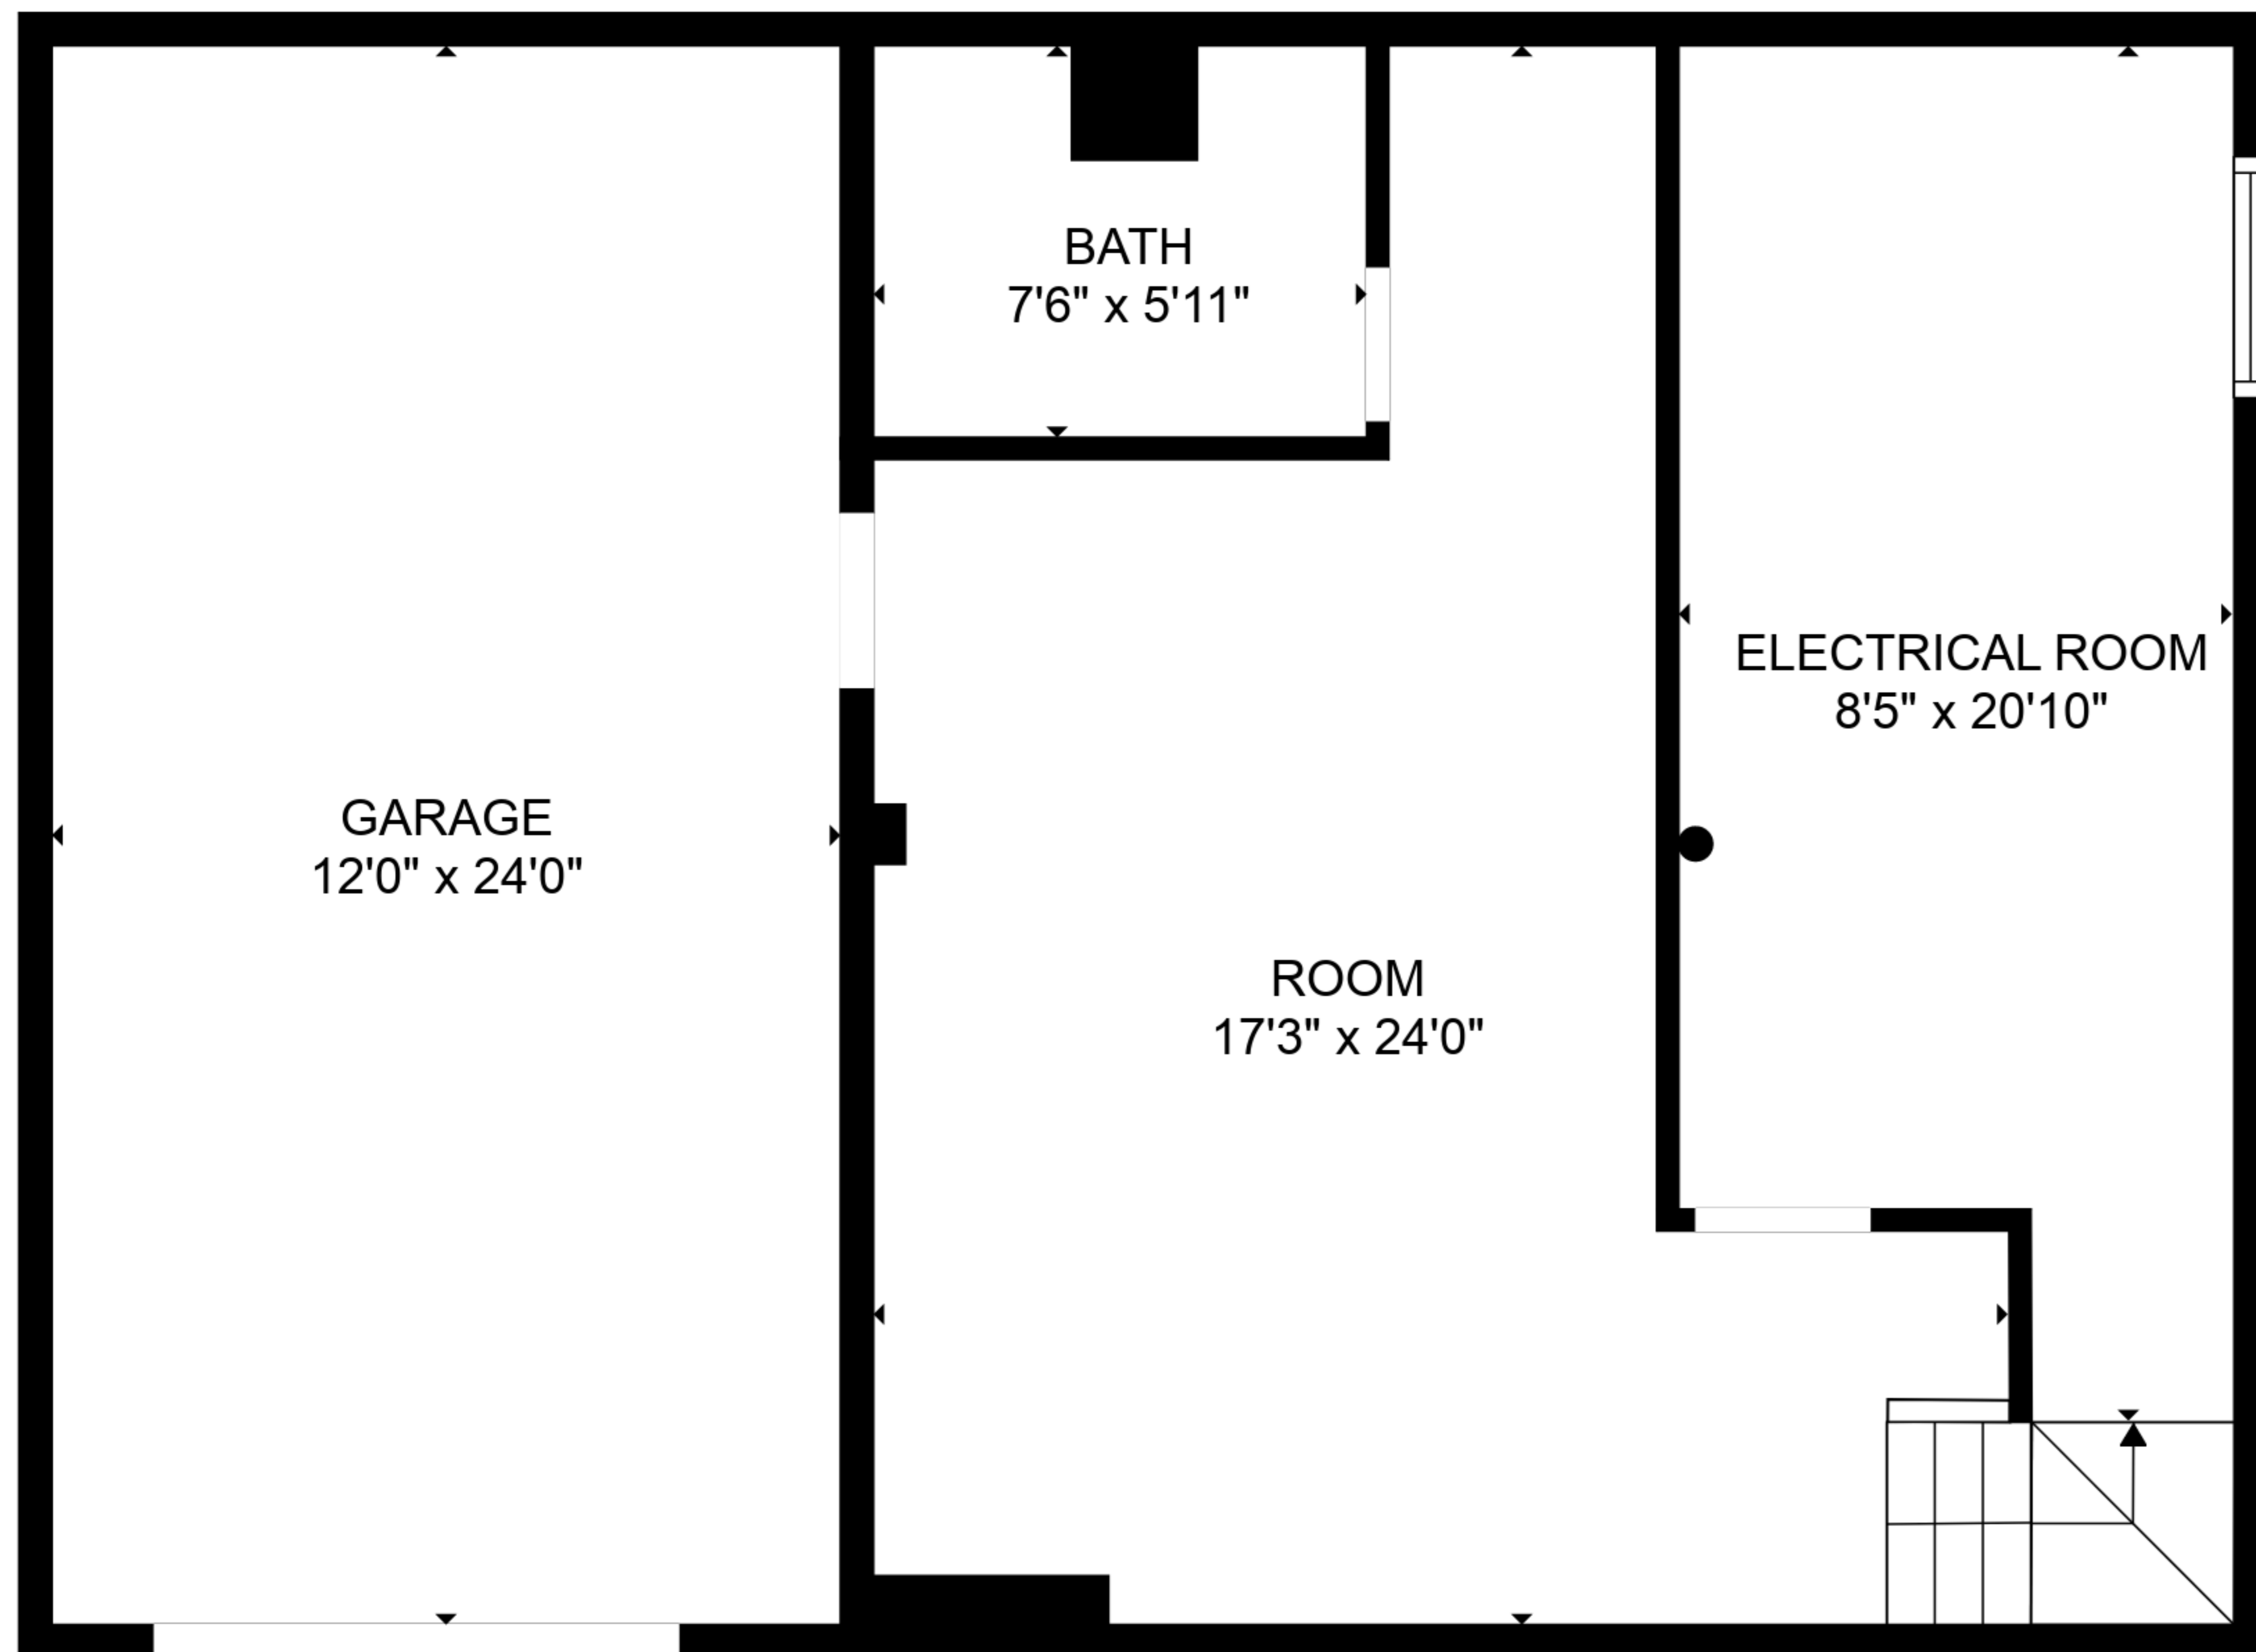 BATH
7'6" x 5'11"
ELECTRICAL ROOM
8'5" x 20'10"
GARAGE
12'0" x 24'0"
ROOM
17'3" x 24'0"